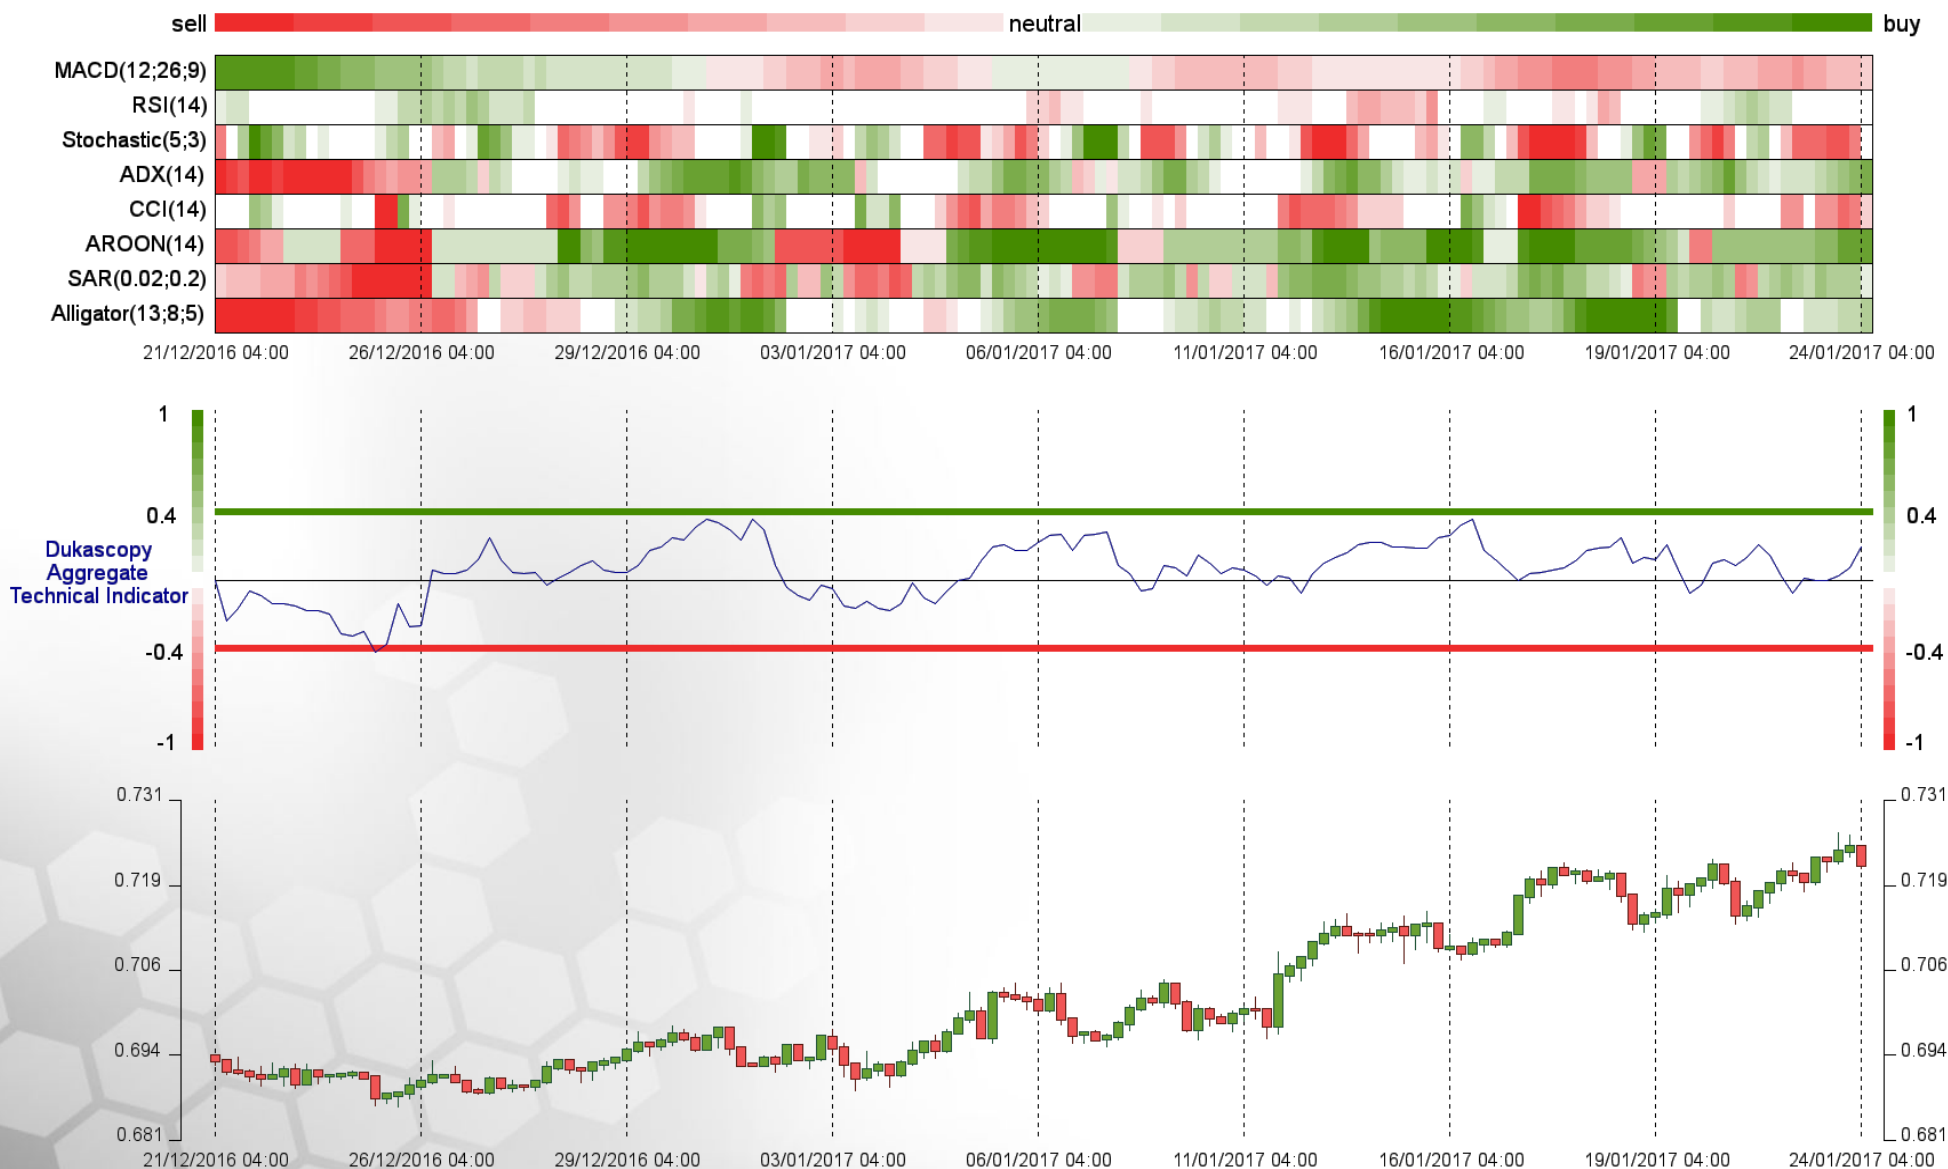 sell neutral buy
MACD(12;26;9)
RSI(14)
Stochastic(5;3)
ADX(14)
CCI(14)
AROON(14)
SAR(0.02;0.2)
Alligator(13;8;5)
21/12/2016 04:00 26/12/2016 04:00 29/12/2016 04:00 03/01/2017 04:00 06/01/2017 04:00 11/01/2017 04:00 16/01/2017 04:00 19/01/2017 04:00 24/01/2017 04:00
1 1
0.4 0.4
Dukascopy
Aggregate
Technical Indicator
-0.4 -0.4
-1 -1
0.731 0.731
0.719 0.719
0.706 0.706
0.694 0.694
0.681 0.681
21/12/2016 04:00 26/12/2016 04:00 29/12/2016 04:00 03/01/2017 04:00 06/01/2017 04:00 11/01/2017 04:00 16/01/2017 04:00 19/01/2017 04:00 24/01/2017 04:00